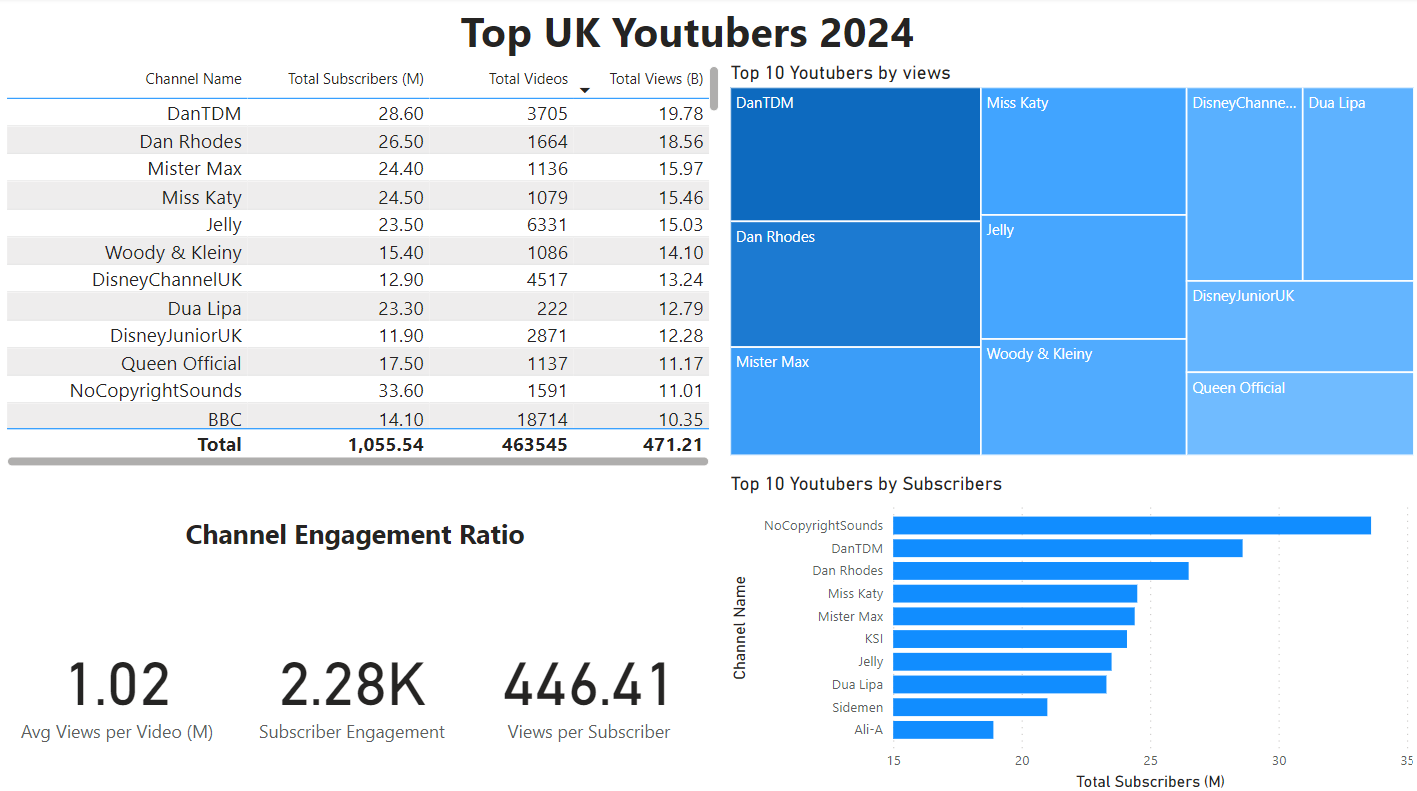 Top UK Youtubers 2024
Channel Name Total Subscribers (M) Total Videos Total Views (B)
DanTDM 28.60 3705 19.78
Dan Rhodes 26.50 1664 18.56
Mister Max 24.40 1136 15.97
Miss Katy 24.50 1079 15.46
Jelly 23.50 6331 15.03
Woody & Kleiny 15.40 1086 14.10
DisneyChannelUK 12.90 4517 13.24
Dua Lipa 23.30 222 12.79
DisneyJuniorUK 11.90 2871 12.28
Queen Official 17.50 1137 11.17
NoCopyrightSounds 33.60 1591 11.01
BBC 14.10 18714 10.35
Total 1,055.54 463545 471.21
Top 10 Youtubers by views
DanTDM
Dan Rhodes
Mister Max
Miss Katy
Jelly
Woody & Kleiny
DisneyChanne...
Dua Lipa
DisneyJuniorUK
Queen Official
Channel Engagement Ratio
1.02
Avg Views per Video (M)
2.28K
Subscriber Engagement
446.41
Views per Subscriber
Top 10 Youtubers by Subscribers
Channel Name
NoCopyrightSounds
DanTDM
Dan Rhodes
Miss Katy
Mister Max
KSI
Jelly
Dua Lipa
Sidemen
Ali-A
15 20 25 30 35
Total Subscribers (M)